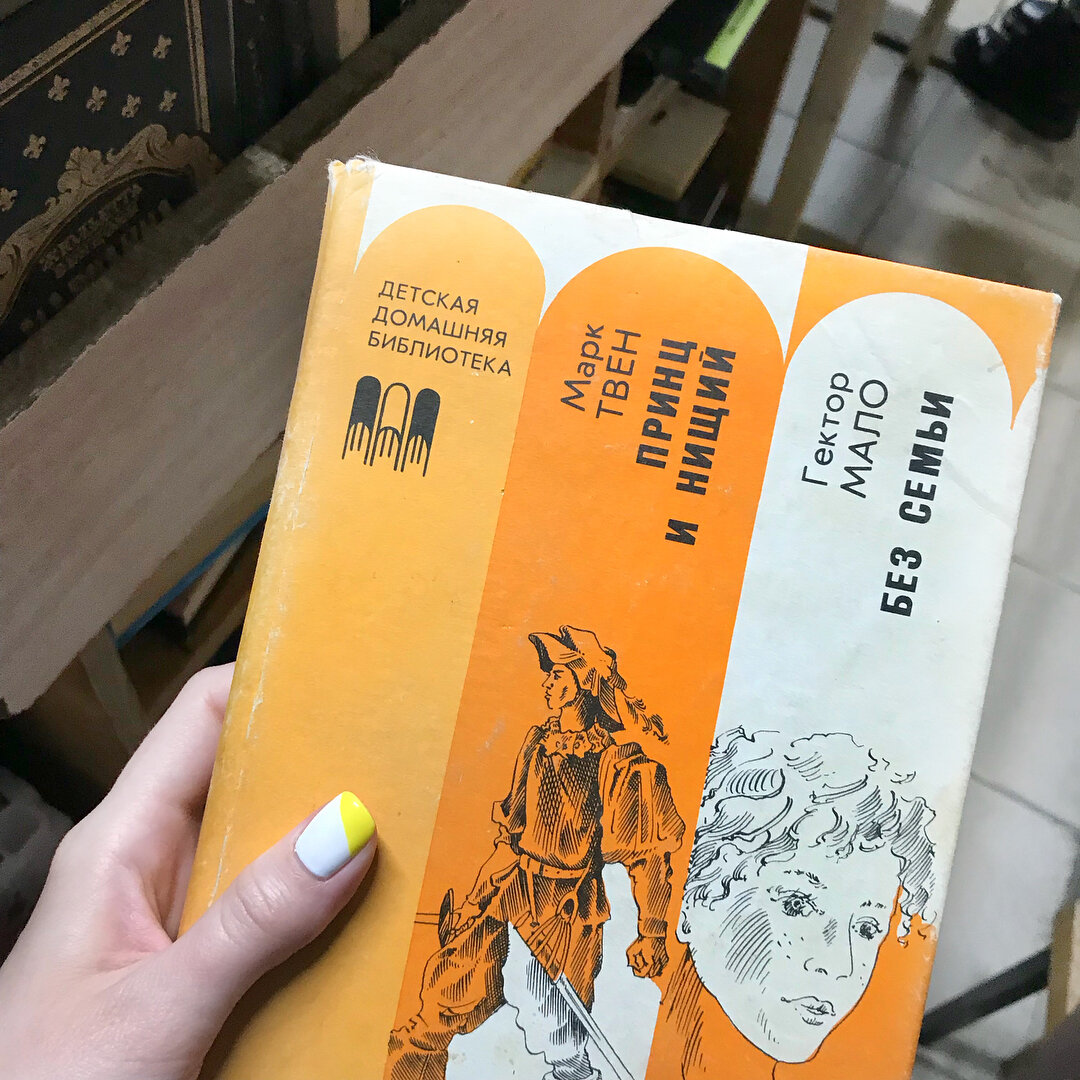 ДЕТСКАЯ
ДОМАШНЯЯ
БИБЛИОТЕКА
Марк
ТВЕН
ПРИНЦ
И НИЩИЙ
Гектор
МАЛО
БЕЗ СЕМЬИ